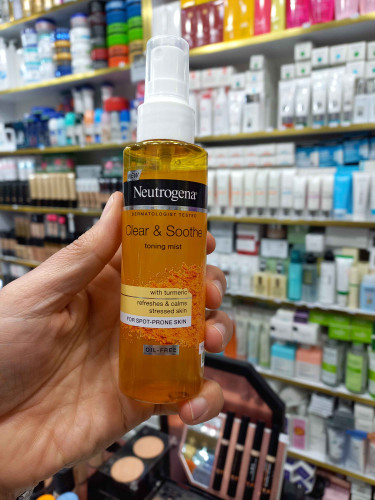 NEW
Neutrogena
DERMATOLOGIST TESTED
Clear & Soothe
toning mist
with turmeric
refreshes & calms
stressed skin
FOR SPOT-PRONE SKIN
OIL-FREE